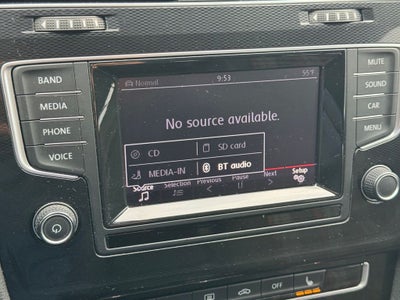 BAND
MEDIA
PHONE
VOICE
Normal
9:53
55°F
No source available.
CD
SD card
MEDIA-IN
BT audio
Source
Selection
Previous
Pause
Next
Setup
MUTE
SOUND
CAR
MENU
OFF